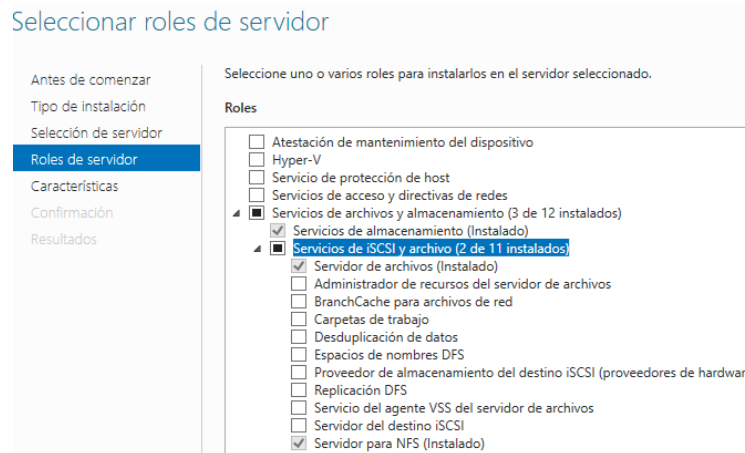 Seleccionar roles de servidor
Antes de comenzar
Tipo de instalación
Selección de servidor
Roles de servidor
Características
Confirmación
Resultados
Seleccione uno o varios roles para instalarlos en el servidor seleccionado.
Roles
Atestación de mantenimiento del dispositivo
Hyper-V
Servicio de protección de host
Servicios de acceso y directivas de redes
Servicios de archivos y almacenamiento (3 de 12 instalados)
Servicios de almacenamiento (Instalado)
Servicios de iSCSI y archivo (2 de 11 instalados)
Servidor de archivos (Instalado)
Administrador de recursos del servidor de archivos
BranchCache para archivos de red
Carpetas de trabajo
Desduplicación de datos
Espacios de nombres DFS
Proveedor de almacenamiento del destino iSCSI (proveedores de hardwar
Replicación DFS
Servicio del agente VSS del servidor de archivos
Servidor del destino iSCSI
Servidor para NFS (Instalado)